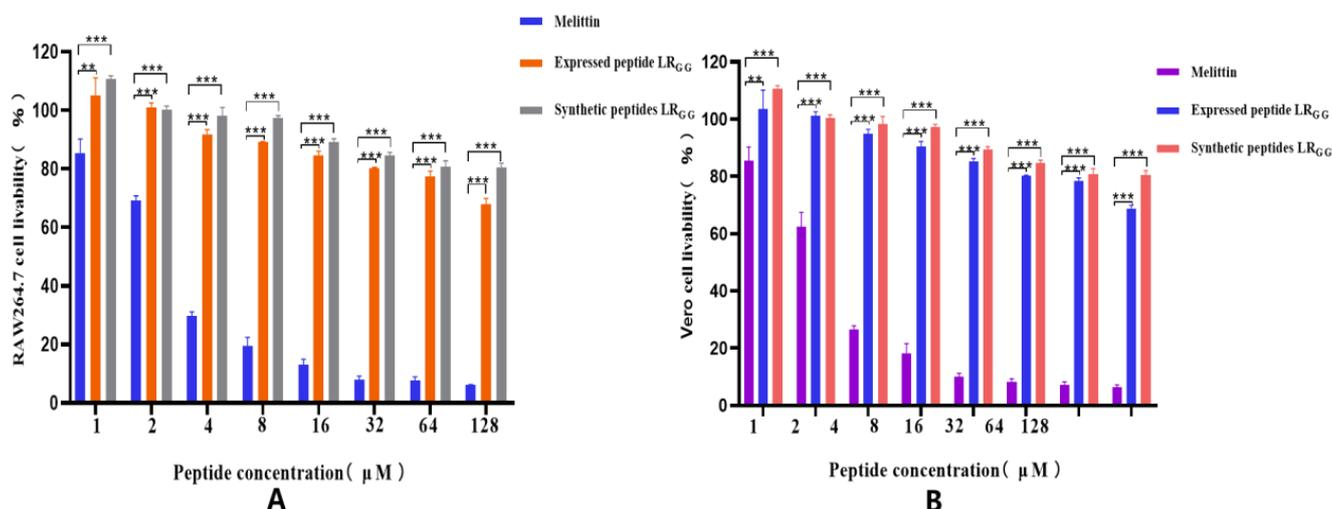 Melittin
Expressed peptide LRGG
Synthetic peptides LRGG
RAW264.7 cell livability( %)
120
100
80
60
40
20
0
*** ** *** *** *** *** *** *** *** *** *** *** *** *** *** ***
1 2 4 8 16 32 64 128
Peptide concentration( μM )
A
Melittin
Expressed peptide LRGG
Synthetic peptides LRGG
Vero cell livability( %)
120
100
80
60
40
20
0
*** ** *** *** *** *** *** *** *** *** *** *** *** *** *** ***
1 2 4 8 16 32 64 128
Peptide concentration( μM )
B